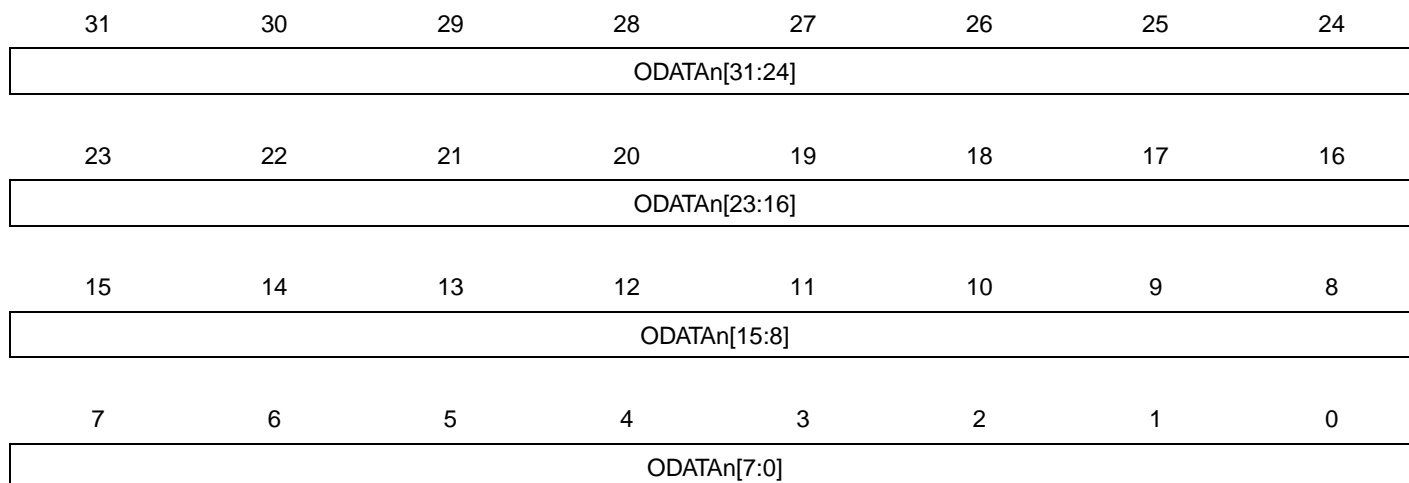 31 30 29 28 27 26 25 24
ODATAn[31:24]
23 22 21 20 19 18 17 16
ODATAn[23:16]
15 14 13 12 11 10 9 8
ODATAn[15:8]
7 6 5 4 3 2 1 0
ODATAn[7:0]